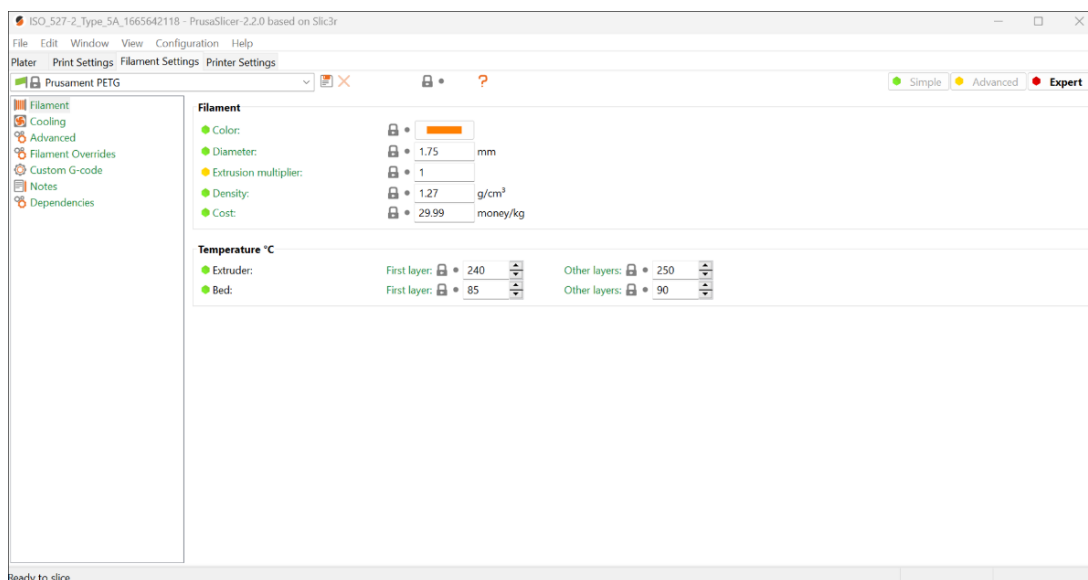 ISO_527-2_Type_5A_1665642118 - PrusaSlicer-2.2.0 based on Slic3r
File Edit Window View Configuration Help
Plater Print Settings Filament Settings Printer Settings
Prusament PETG ? Simple Advanced Expert
Filament
Cooling
Advanced
Filament Overrides
Custom G-code
Notes
Dependencies
Filament
Color:
Diameter: 1.75 mm
Extrusion multiplier: 1
Density: 1.27 g/cm³
Cost: 29.99 money/kg
Temperature °C
Extruder: First layer: 240 Other layers: 250
Bed: First layer: 85 Other layers: 90
Ready to slice